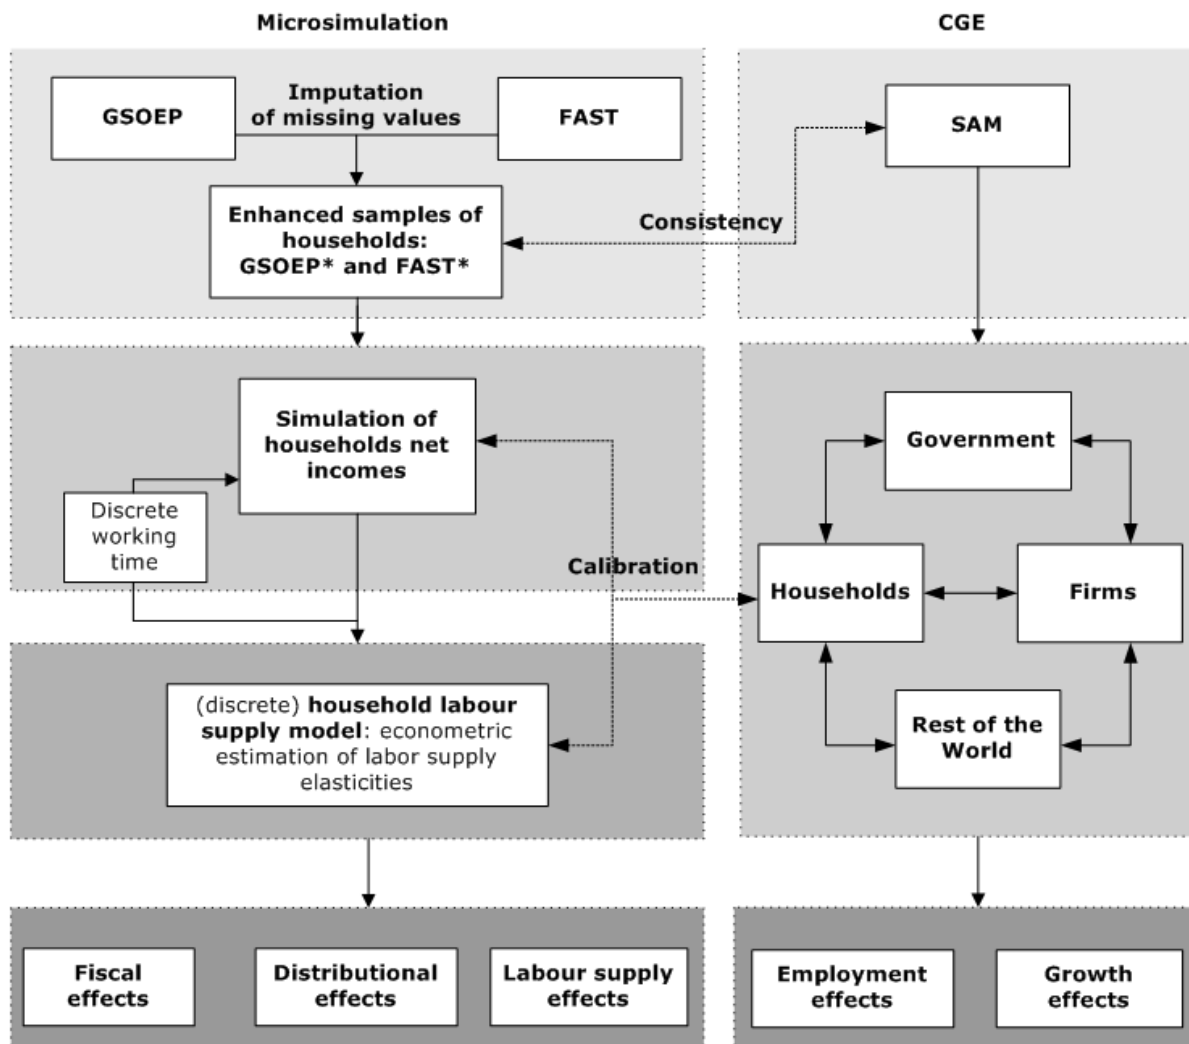 Microsimulation
CGE
GSOEP
Imputation
of missing values
FAST
SAM
Enhanced samples of
households:
GSOEP* and FAST*
Consistency
Simulation of
households net
incomes
Discrete
working
time
Calibration
Government
Households
Firms
Rest of the
World
(discrete) household labour
supply model: econometric
estimation of labor supply
elasticities
Fiscal
effects
Distributional
effects
Labour supply
effects
Employment
effects
Growth
effects